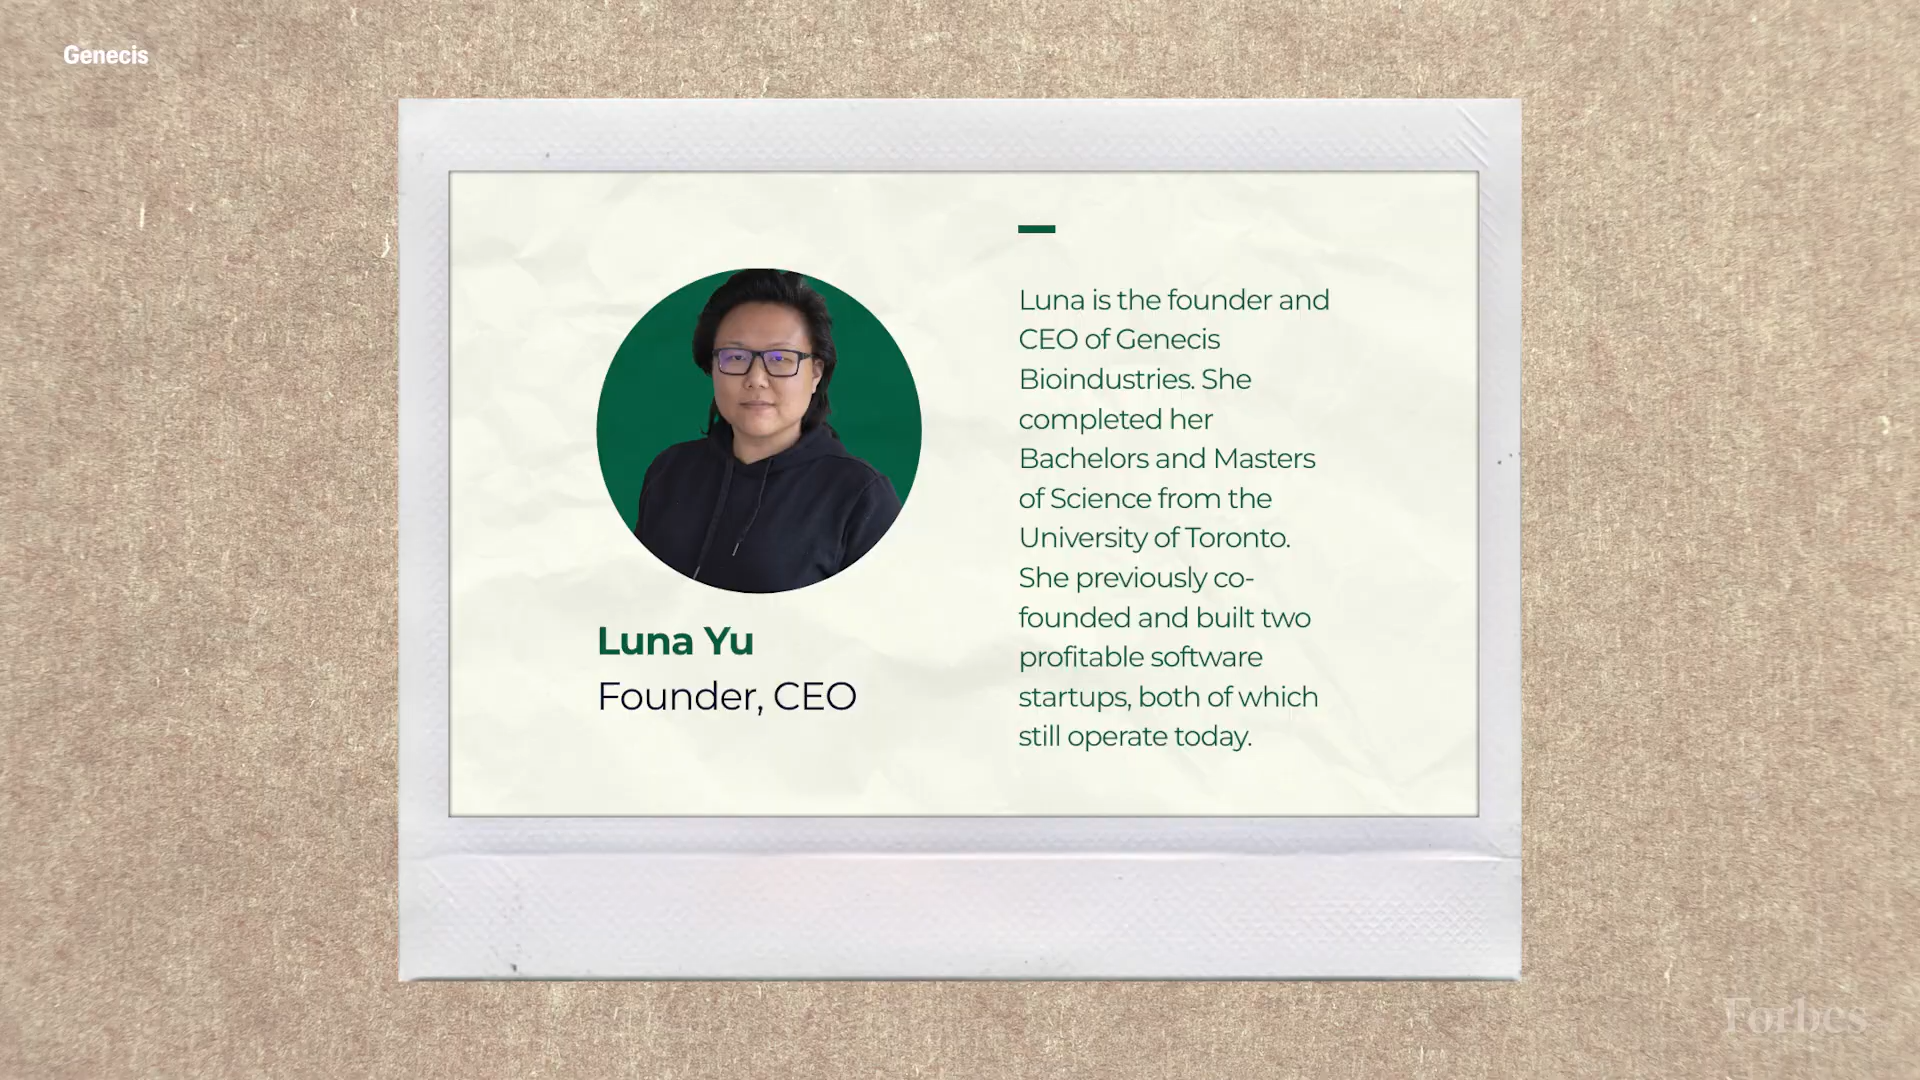 Genecis
Luna Yu
Founder, CEO
Luna is the founder and
CEO of Genecis
Bioindustries. She
completed her
Bachelors and Masters
of Science from the
University of Toronto.
She previously co-
founded and built two
profitable software
startups, both of which
still operate today.
Forbes